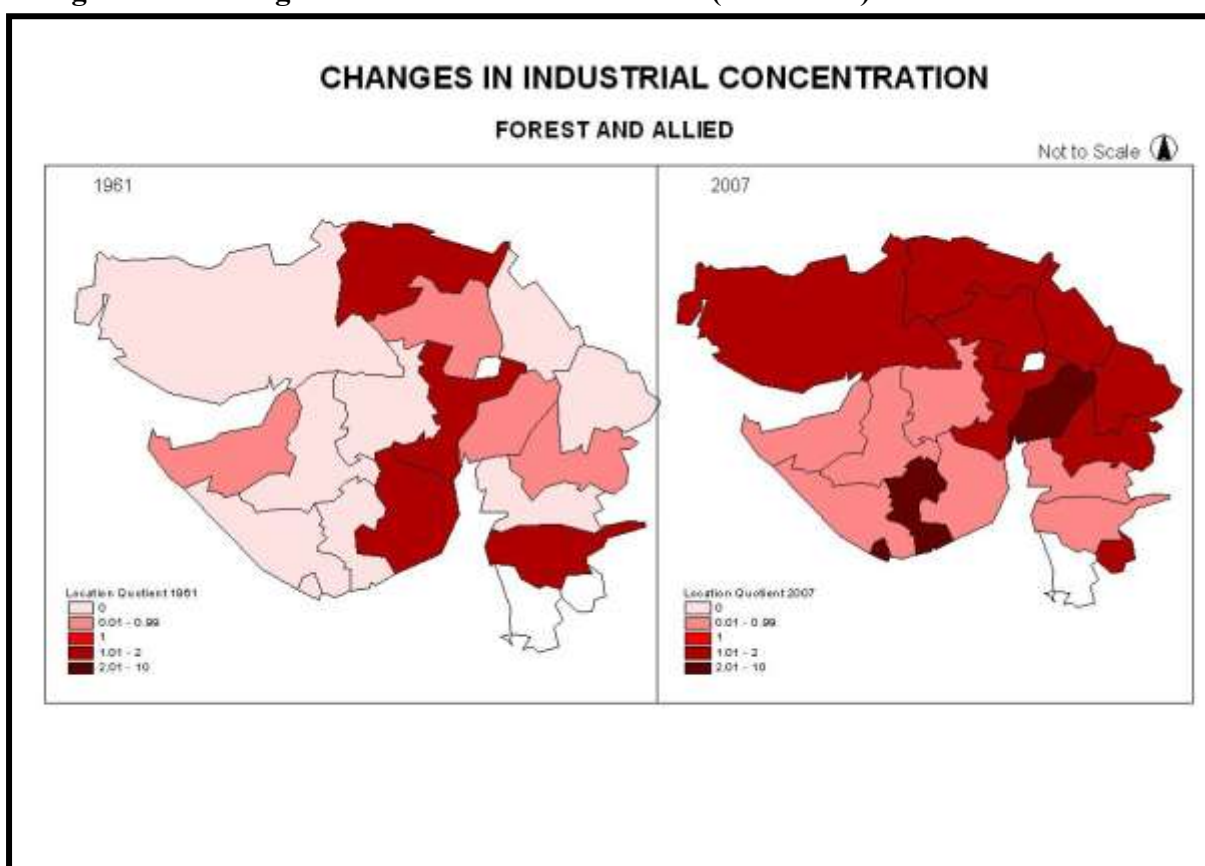 CHANGES IN INDUSTRIAL CONCENTRATION
FOREST AND ALLIED
Not to Scale
1961
2007
Location Quotient 1961
0
0.01 - 0.99
1
1.01 - 2
2.01 - 10
Location Quotient 2007
0
0.01 - 0.99
1
1.01 - 2
2.01 - 10